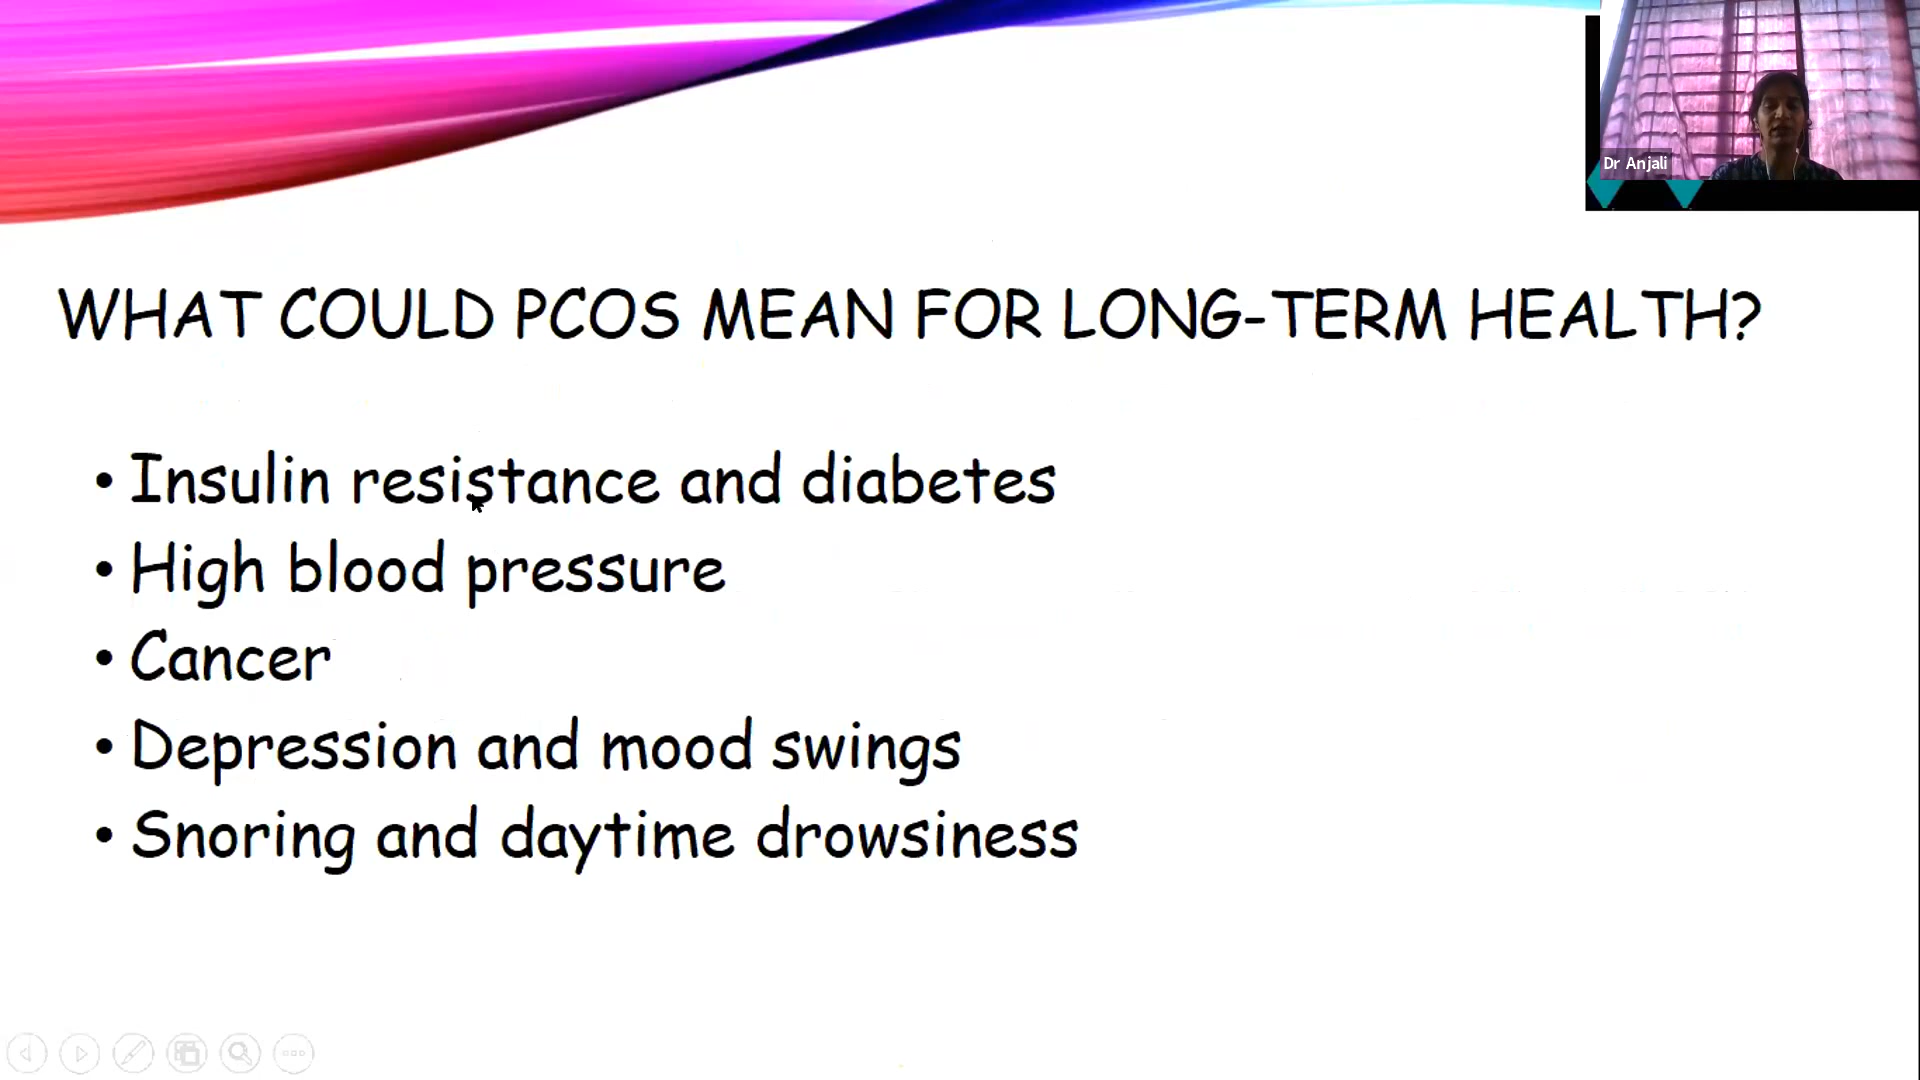 Dr Anjali
WHAT COULD PCOS MEAN FOR LONG-TERM HEALTH?
• Insulin resistance and diabetes
• High blood pressure
• Cancer
• Depression and mood swings
• Snoring and daytime drowsiness